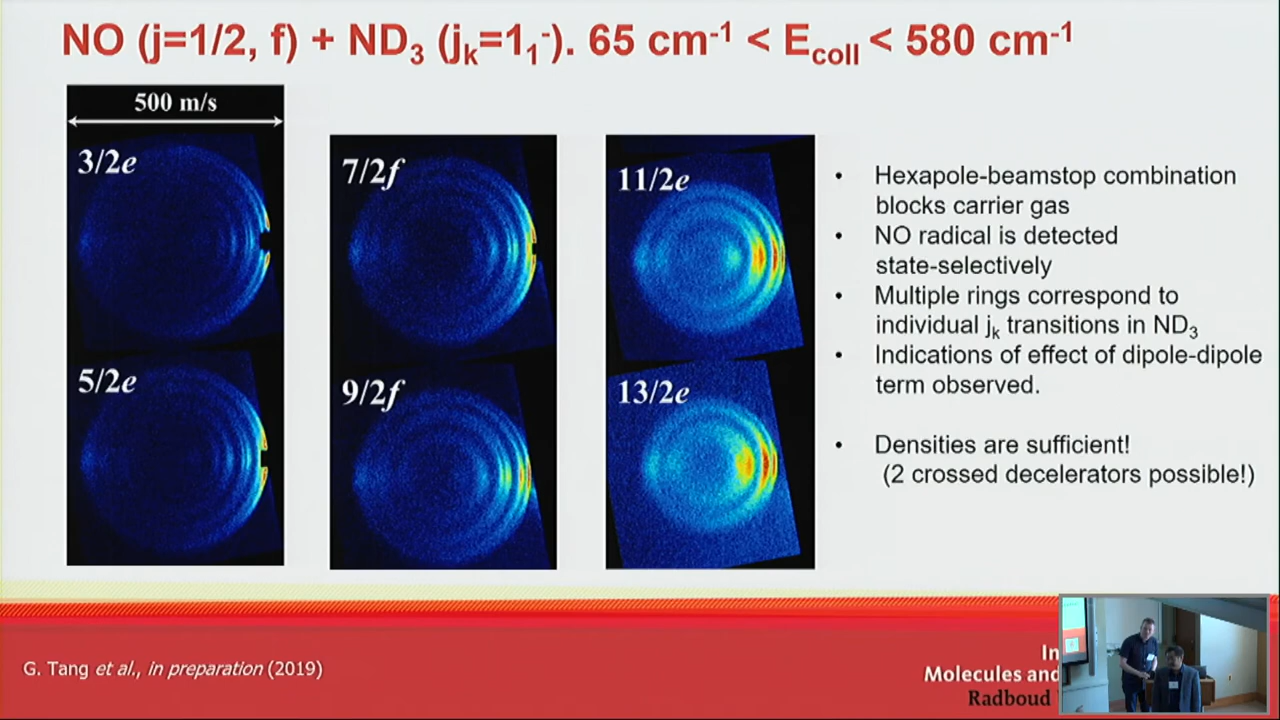 NO (j=1/2, f) + ND₃ (jₖ=1₁⁻). 65 cm⁻¹ < E_coll < 580 cm⁻¹
500 m/s
3/2e
5/2e
7/2f
9/2f
11/2e
13/2e
• Hexapole-beamstop combination
blocks carrier gas
• NO radical is detected
state-selectively
• Multiple rings correspond to
individual jₖ transitions in ND₃
• Indications of effect of dipole-dipole
term observed.
• Densities are sufficient!
(2 crossed decelerators possible!)
G. Tang et al., in preparation (2019)
In
Molecules and
Radboud